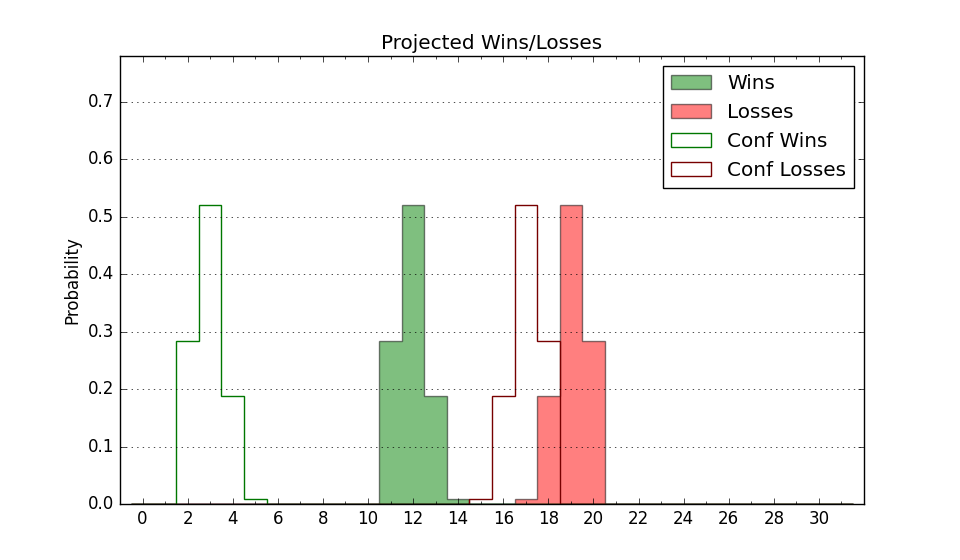 Projected Wins/Losses
Wins
Losses
Conf Wins
Conf Losses
Probability
0.7
0.6
0.5
0.4
0.3
0.2
0.1
0.0
0 2 4 6 8 10 12 14 16 18 20 22 24 26 28 30